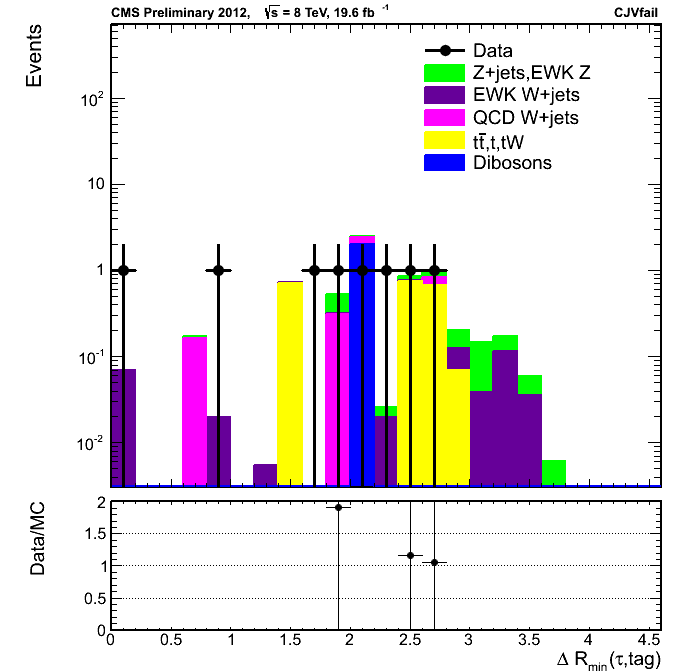 CMS Preliminary 2012, √s = 8 TeV, 19.6 fb⁻¹ CJVfail
Events
Data
Z+jets,EWK Z
EWK W+jets
QCD W+jets
tt̄,t,tW
Dibosons
10²
10
1
10⁻¹
10⁻²
Data/MC
2
1.5
1
0.5
0
0 0.5 1 1.5 2 2.5 3 3.5 4 4.5
Δ R_min(τ,tag)